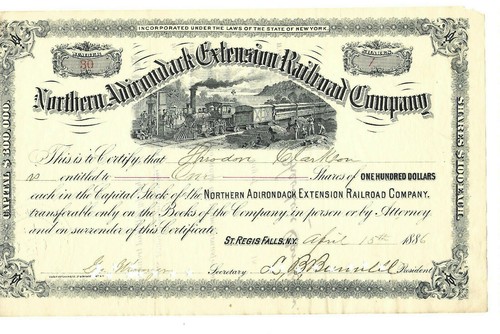 INCORPORATED UNDER THE LAWS OF THE STATE OF NEW YORK
NUMBER
30
SHARES
Northern Adirondack Extension Railroad Company
CAPITAL $300,000.
SHARES $100 EACH
This is to Certify that Theodore Clarkson
is entitled to One Shares of ONE HUNDRED DOLLARS
each in the Capital Stock of the NORTHERN ADIRONDACK EXTENSION RAILROAD COMPANY.
transferable only on the Books of the Company in person or by Attorney
and on surrender of this Certificate.
ST. REGIS FALLS, N.Y. April 15th 1886
Secretary
President